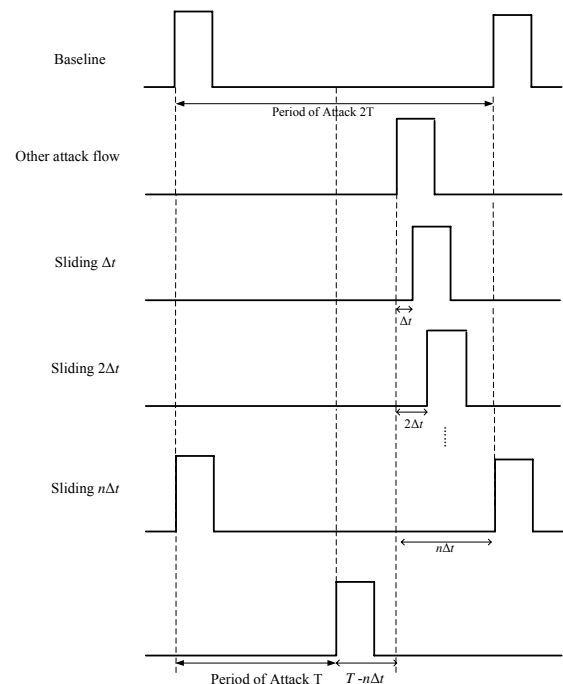 Baseline
Period of Attack 2T
Other attack flow
Sliding Δt
Δt
Sliding 2Δt
2Δt
Sliding nΔt
nΔt
Period of Attack T
T -nΔt